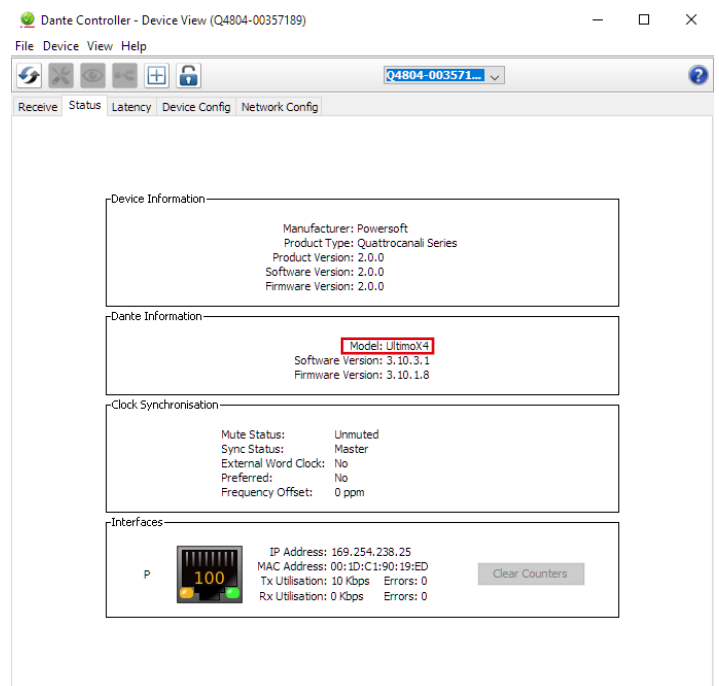 Dante Controller - Device View (Q4804-00357189)
File Device View Help
Q4804-003571...
Receive Status Latency Device Config Network Config
Device Information
Manufacturer: Powersoft
Product Type: Quattrocanali Series
Product Version: 2.0.0
Software Version: 2.0.0
Firmware Version: 2.0.0
Dante Information
Model: UltimoX4
Software Version: 3.10.3.1
Firmware Version: 3.10.1.8
Clock Synchronisation
Mute Status: Unmuted
Sync Status: Master
External Word Clock: No
Preferred: No
Frequency Offset: 0 ppm
Interfaces
P
100
IP Address: 169.254.238.25
MAC Address: 00:1D:C1:90:19:ED
Tx Utilisation: 10 Kbps Errors: 0
Rx Utilisation: 0 Kbps Errors: 0
Clear Counters